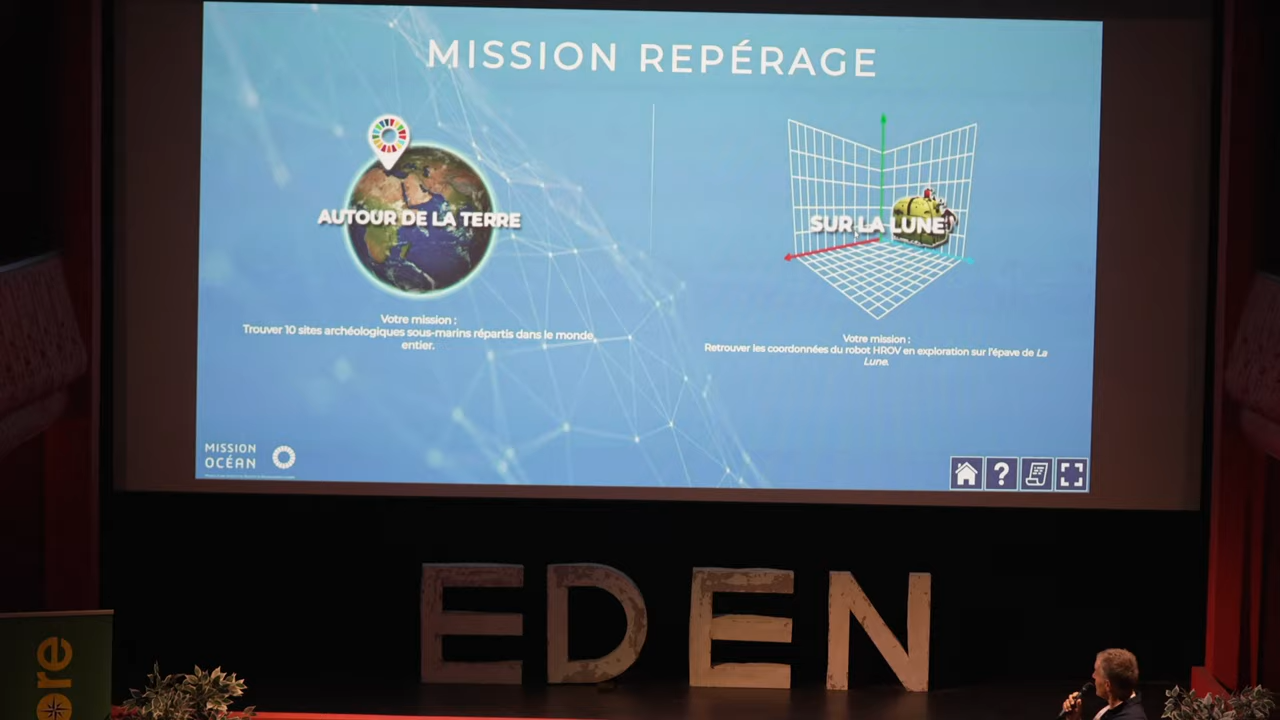 MISSION REPÉRAGE
AUTOUR DE LA TERRE
Votre mission :
Trouver 10 sites archéologiques sous-marins répartis dans le monde
entier.
SUR LA LUNE
Votre mission :
Retrouver les coordonnées du robot HROV en exploration sur l'épave de La
Lune.
MISSION
OCÉAN
?
EDEN
ore